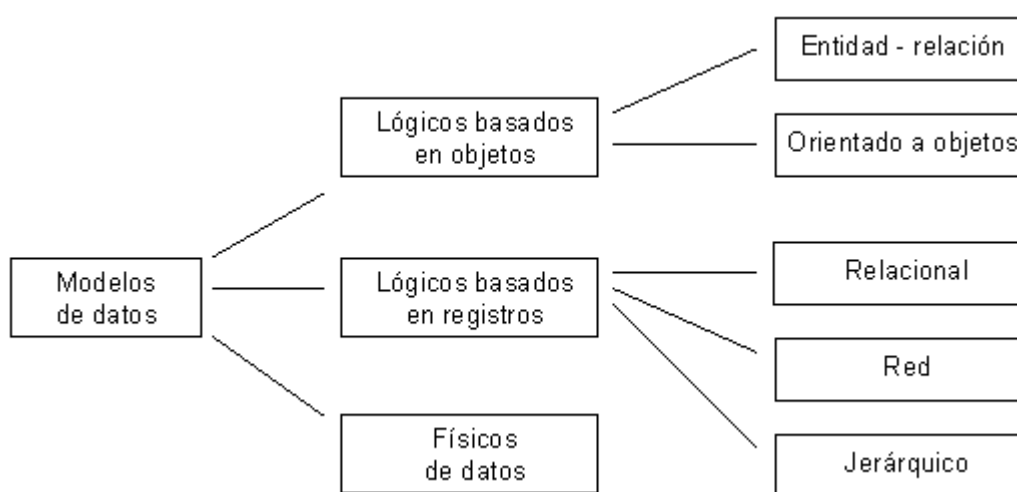 Modelos
de datos
Lógicos basados
en objetos
Entidad - relación
Orientado a objetos
Lógicos basados
en registros
Relacional
Red
Jerárquico
Físicos
de datos